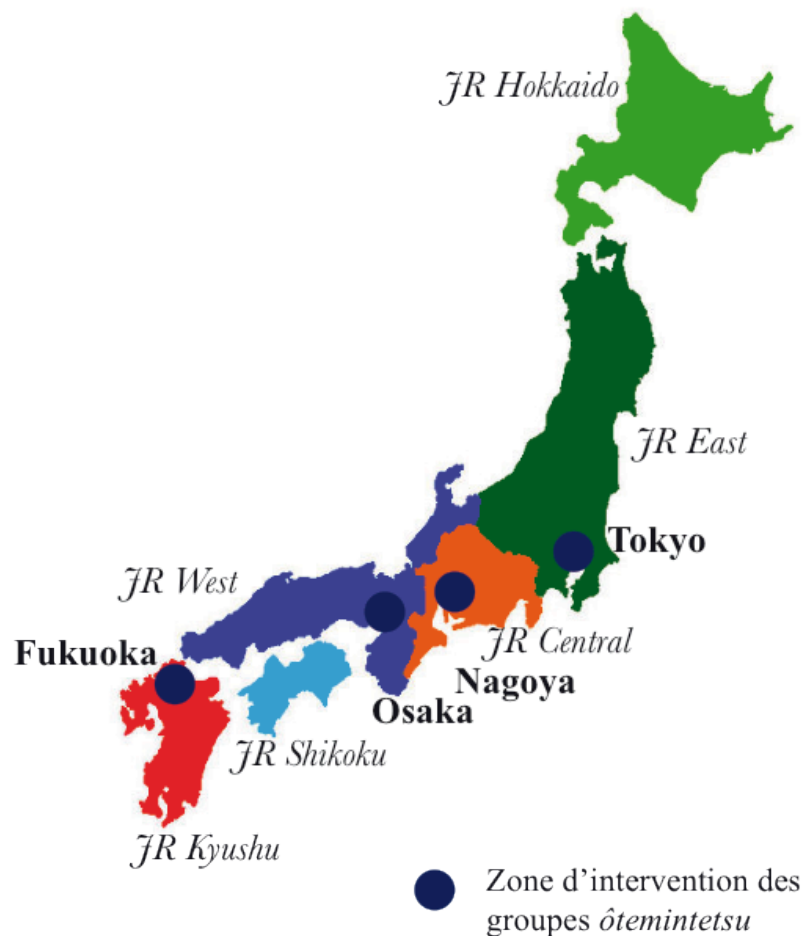 JR Hokkaido
JR East
Tokyo
JR West
JR Central
Fukuoka
Nagoya
Osaka
JR Shikoku
JR Kyushu
Zone d'intervention des
groupes ôtemintetsu